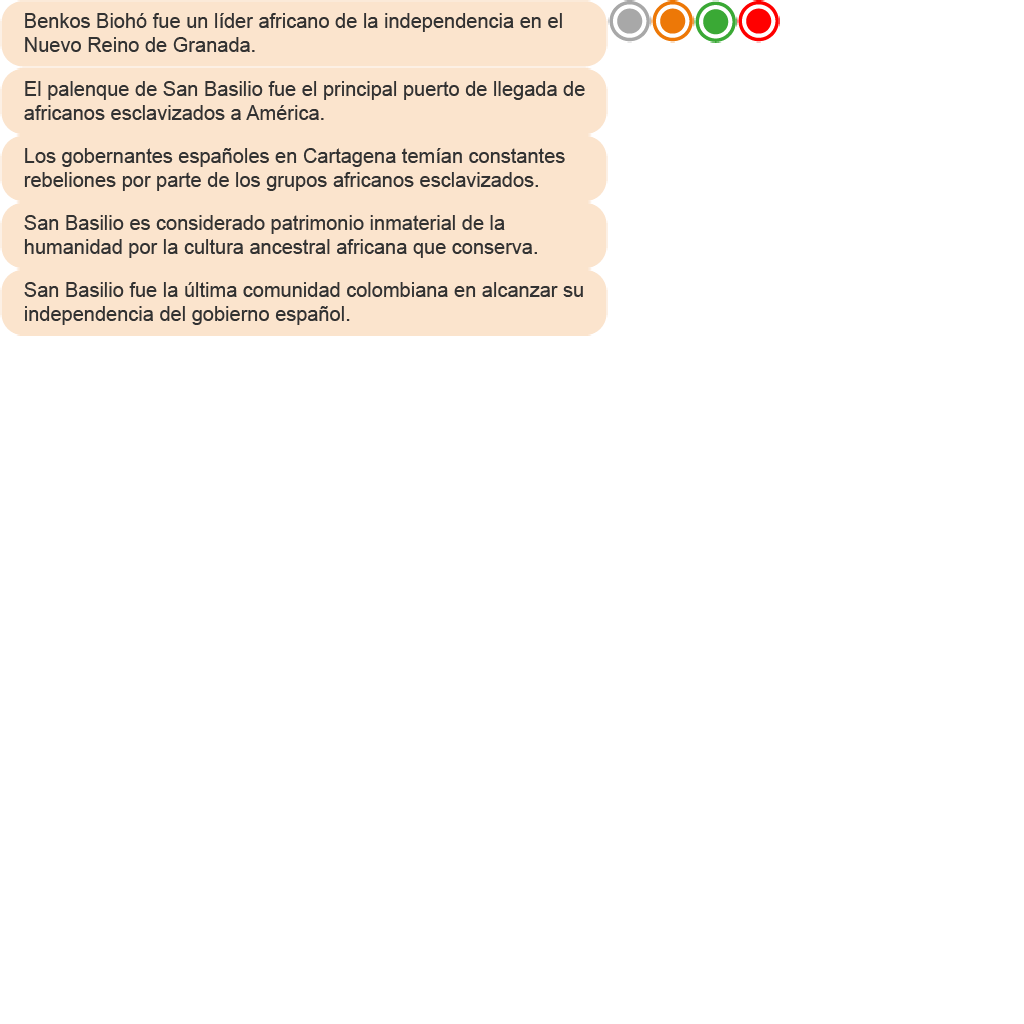 Benkos Biohó fue un líder africano de la independencia en el
Nuevo Reino de Granada.
El palenque de San Basilio fue el principal puerto de llegada de
africanos esclavizados a América.
Los gobernantes españoles en Cartagena temían constantes
rebeliones por parte de los grupos africanos esclavizados.
San Basilio es considerado patrimonio inmaterial de la
humanidad por la cultura ancestral africana que conserva.
San Basilio fue la última comunidad colombiana en alcanzar su
independencia del gobierno español.